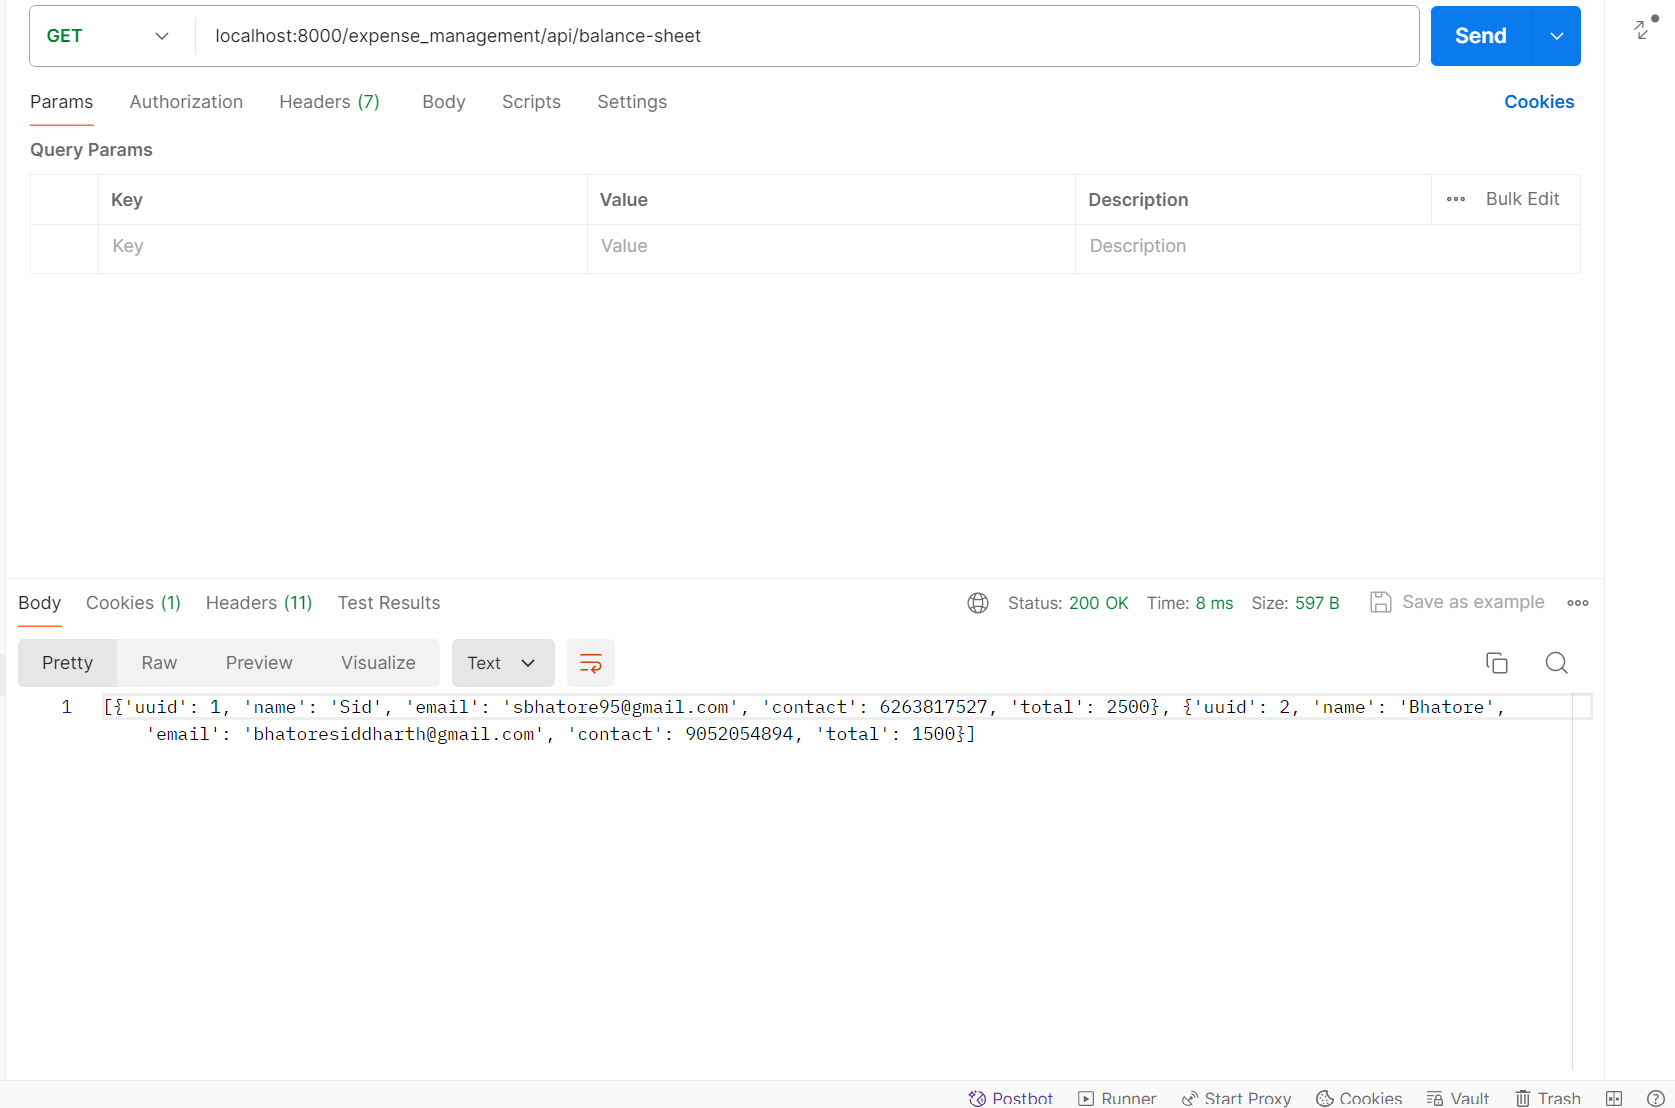 GET localhost:8000/expense_management/api/balance-sheet Send
Params Authorization Headers (7) Body Scripts Settings Cookies
Query Params
Key Value Description Bulk Edit
Key Value Description
Body Cookies (1) Headers (11) Test Results Status: 200 OK Time: 8 ms Size: 597 B Save as example
Pretty Raw Preview Visualize Text
1 [{'uuid': 1, 'name': 'Sid', 'email': 'sbhatore95@gmail.com', 'contact': 6263817527, 'total': 2500}, {'uuid': 2, 'name': 'Bhatore',
'email': 'bhatoresiddharth@gmail.com', 'contact': 9052054894, 'total': 1500}]
Postbot Runner Start Proxy Cookies Vault Trash